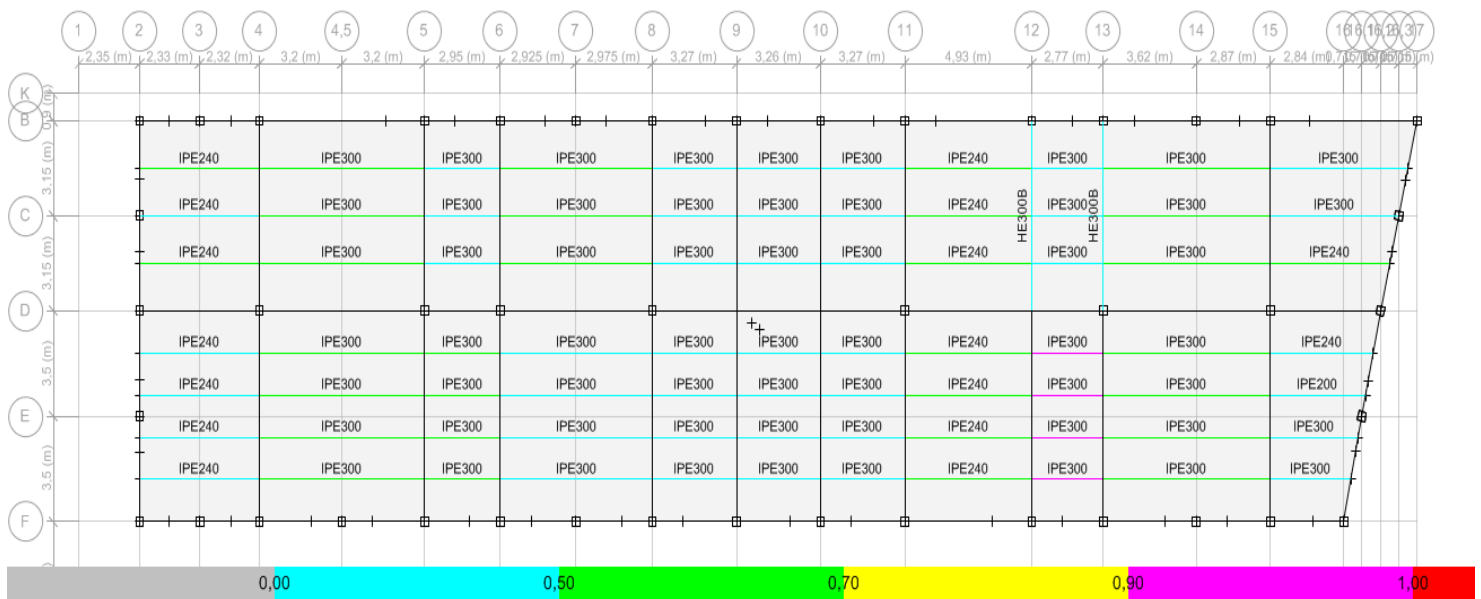 1 2 3 4 4,5 5 6 7 8 9 10 11 12 13 14 15 16
2,35 (m) 2,33 (m) 2,32 (m) 3,2 (m) 3,2 (m) 2,95 (m) 2,925 (m) 2,975 (m) 3,27 (m) 3,26 (m) 3,27 (m) 4,93 (m) 2,77 (m) 3,62 (m) 2,87 (m) 2,84 (m)
K
0,9 (m)
B
3.15 (m)
IPE240 IPE300 IPE300 IPE300 IPE300 IPE300 IPE300 IPE240 IPE300 IPE300 IPE300
C
IPE240 IPE300 IPE300 IPE300 IPE300 IPE300 IPE300 IPE240 IPE300 IPE300 IPE300
HE300B HE300B
3.15 (m)
IPE240 IPE300 IPE300 IPE300 IPE300 IPE300 IPE300 IPE240 IPE300 IPE300 IPE240
D
3.5 (m)
IPE240 IPE300 IPE300 IPE300 IPE300 IPE300 IPE300 IPE240 IPE300 IPE300 IPE240
IPE240 IPE300 IPE300 IPE300 IPE300 IPE300 IPE300 IPE240 IPE300 IPE300 IPE200
E
IPE240 IPE300 IPE300 IPE300 IPE300 IPE300 IPE300 IPE240 IPE300 IPE300 IPE300
3.5 (m)
IPE240 IPE300 IPE300 IPE300 IPE300 IPE300 IPE300 IPE240 IPE300 IPE300 IPE300
F
0,00 0,50 0,70 0,90 1,00